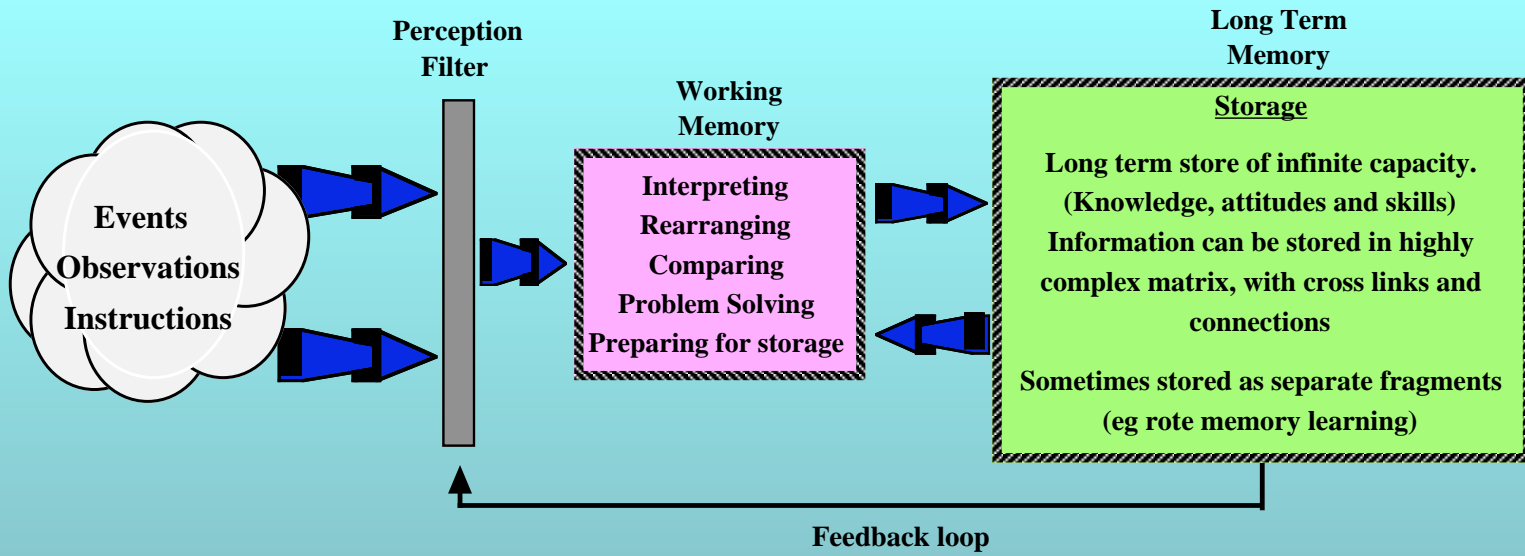 Perception
Filter
Long Term
Memory
Working
Memory
Events
Observations
Instructions
Interpreting
Rearranging
Comparing
Problem Solving
Preparing for storage
Storage
Long term store of infinite capacity.
(Knowledge, attitudes and skills)
Information can be stored in highly
complex matrix, with cross links and
connections
Sometimes stored as separate fragments
(eg rote memory learning)
Feedback loop